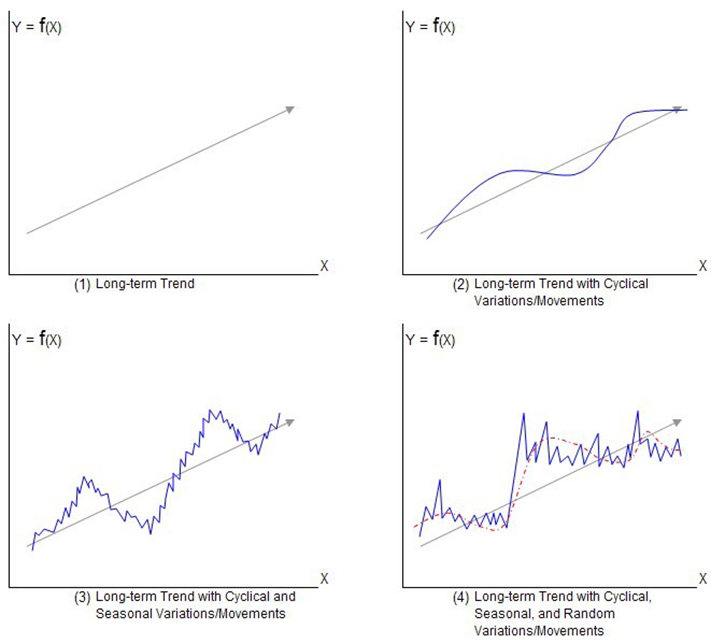 Y = f(X)
X
(1) Long-term Trend
Y = f(X)
X
(2) Long-term Trend with Cyclical
Variations/Movements
Y = f(X)
X
(3) Long-term Trend with Cyclical and
Seasonal Variations/Movements
Y = f(X)
X
(4) Long-term Trend with Cyclical,
Seasonal, and Random
Variations/Movements